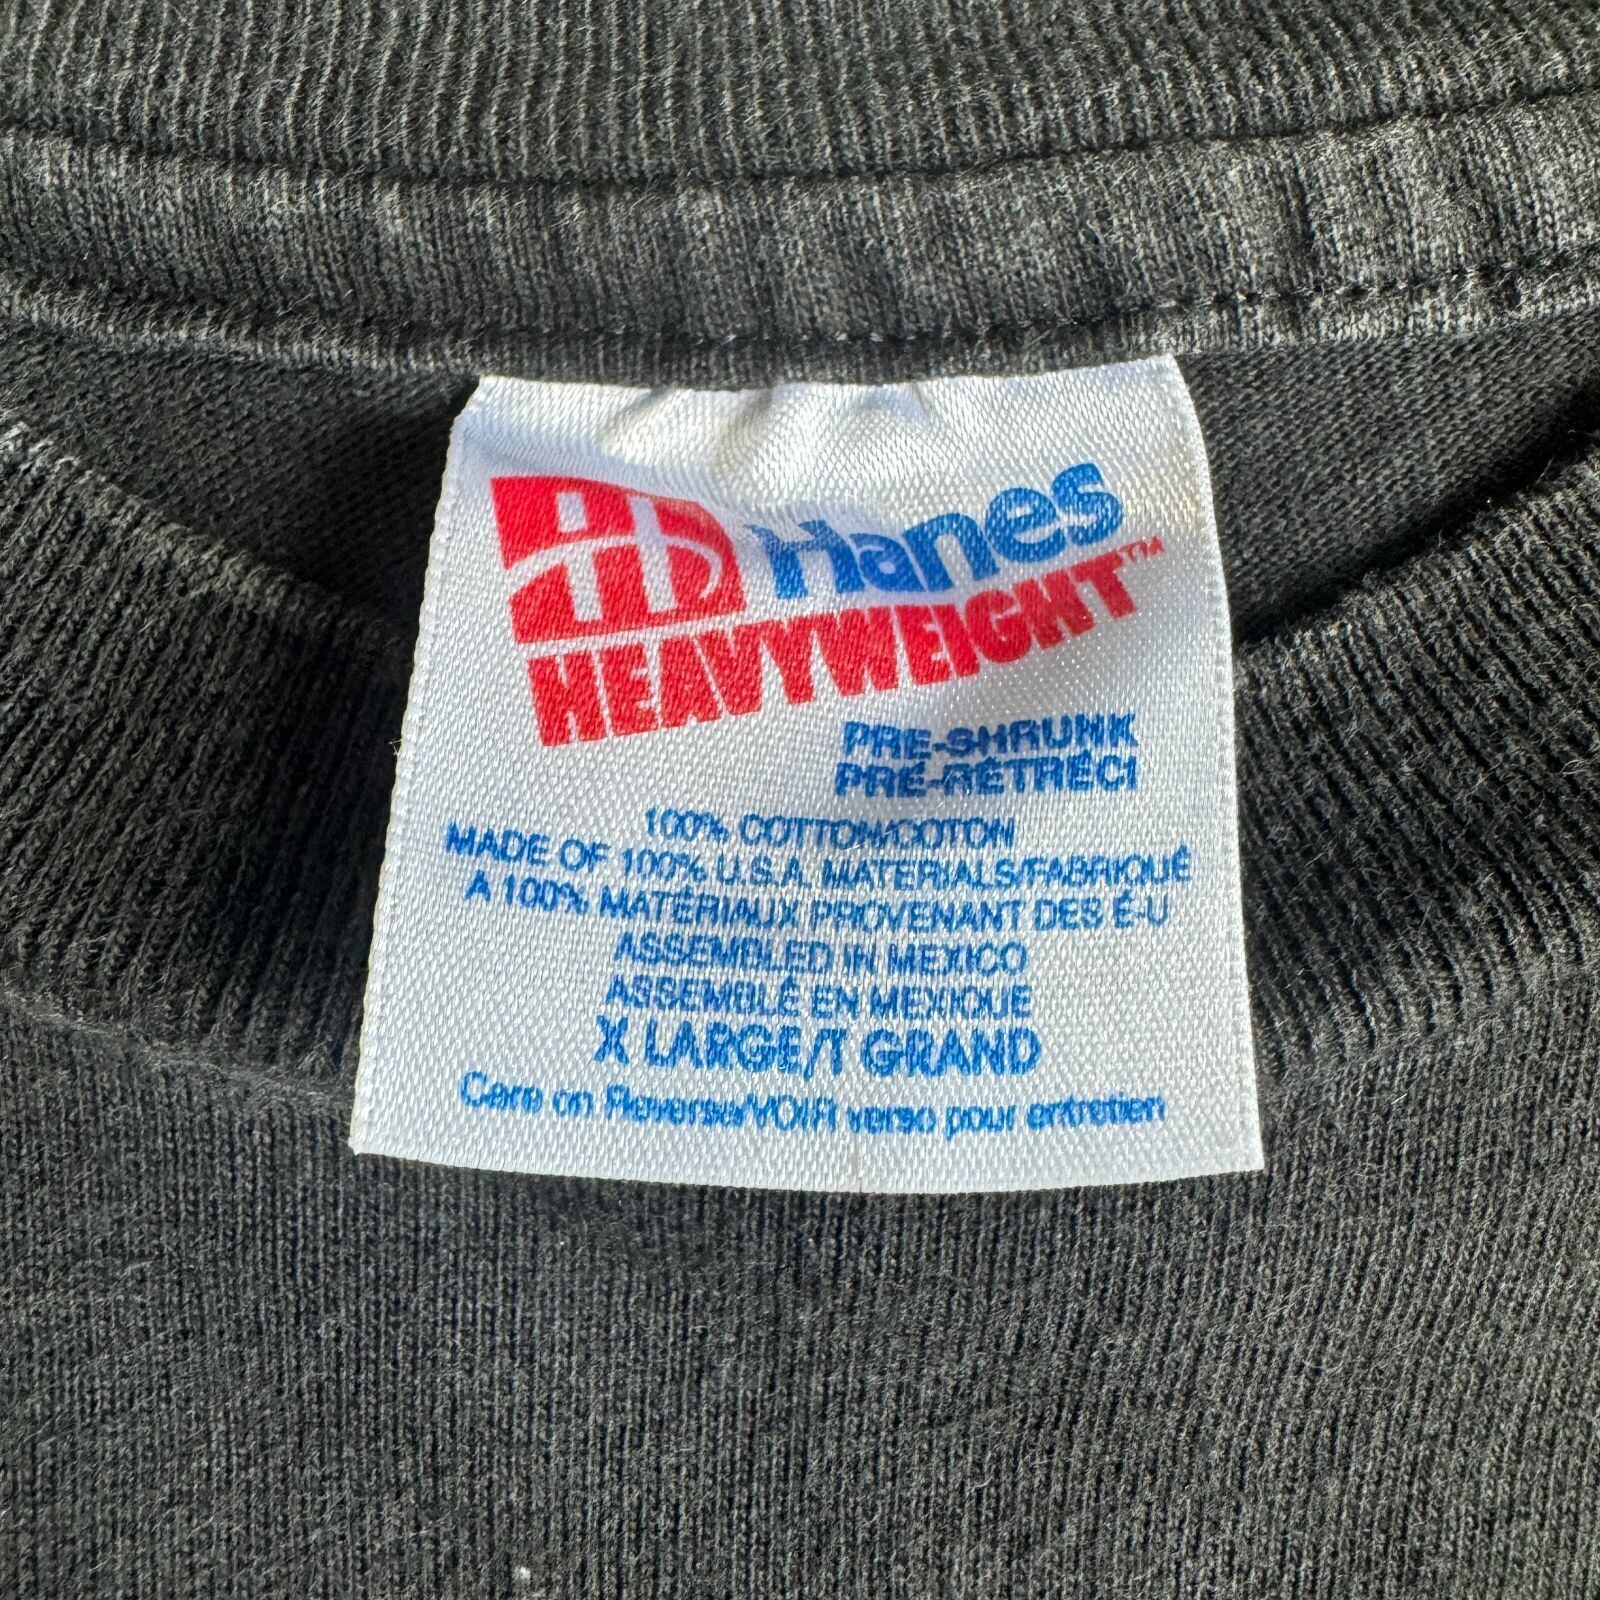 Hanes
HEAVYWEIGHT™
PRE-SHRUNK
PRÉ-RÉTRÉCI
100% COTTON/COTON
MADE OF 100% U.S.A. MATERIALS/FABRIQUÉ
A 100% MATÉRIAUX PROVENANT DES É-U
ASSEMBLED IN MEXICO
ASSEMBLÉ EN MEXIQUE
X LARGE/T GRAND
Care on Reverse/VOIR verso pour entretien